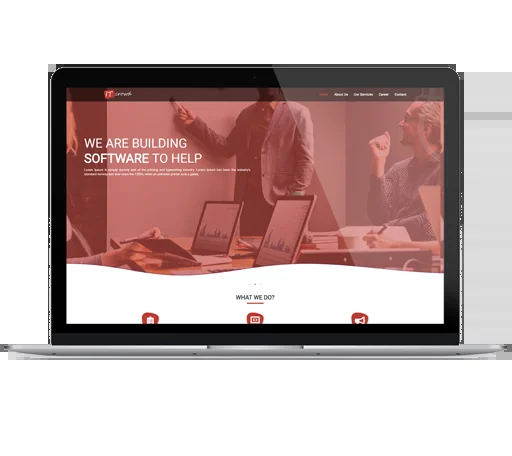 IT
Home
About Us
Our Services
Career
Contact
WE ARE BUILDING
SOFTWARE TO HELP
Lorem Ipsum is simply dummy text of the printing and typesetting industry. Lorem Ipsum has been the industry's
standard dummy text ever since the 1500s, when an unknown printer took a galley.
WHAT WE DO?